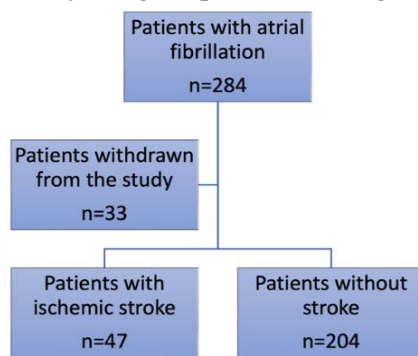 Patients with atrial
fibrillation
n=284
Patients withdrawn
from the study
n=33
Patients with
ischemic stroke
n=47
Patients without
stroke
n=204